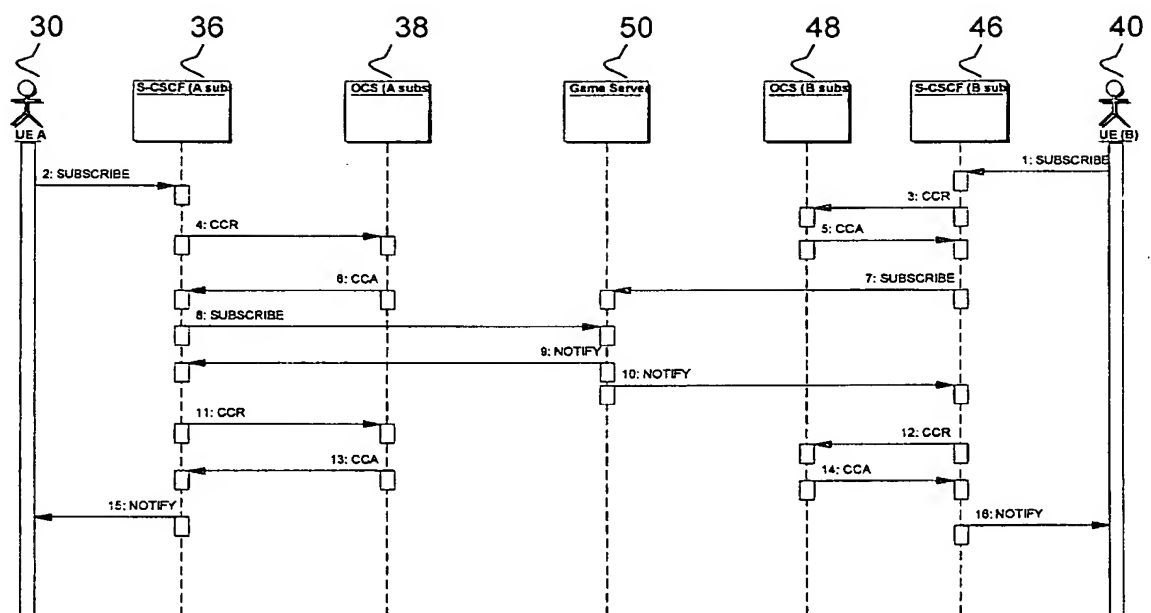 30 36 38 50 48 46 40
S-CSCF (A sub
OCS (A subs
Game Server
OCS (B subs
S-CSCF (B sub
UE A
UE (B)
1: SUBSCRIBE
2: SUBSCRIBE
3: CCR
4: CCR
5: CCA
6: CCA
7: SUBSCRIBE
8: SUBSCRIBE
9: NOTIFY
10: NOTIFY
11: CCR
12: CCR
13: CCA
14: CCA
15: NOTIFY
16: NOTIFY